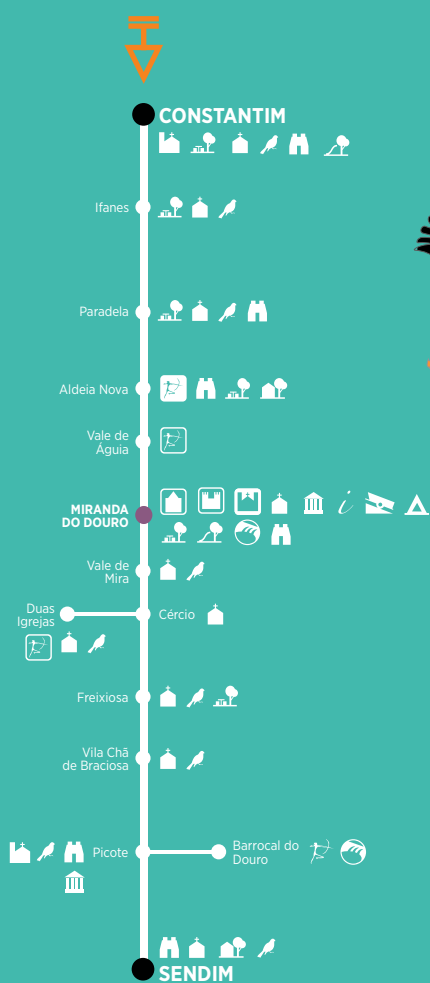 CONSTANTIM
Ifanes
Paradela
Aldeia Nova
Vale de
Águia
MIRANDA
DO DOURO
i
Vale de
Mira
Duas
Igrejas
Cércio
Freixiosa
Vila Chã
de Braciosa
Picote
Barrocal do
Douro
SENDIM